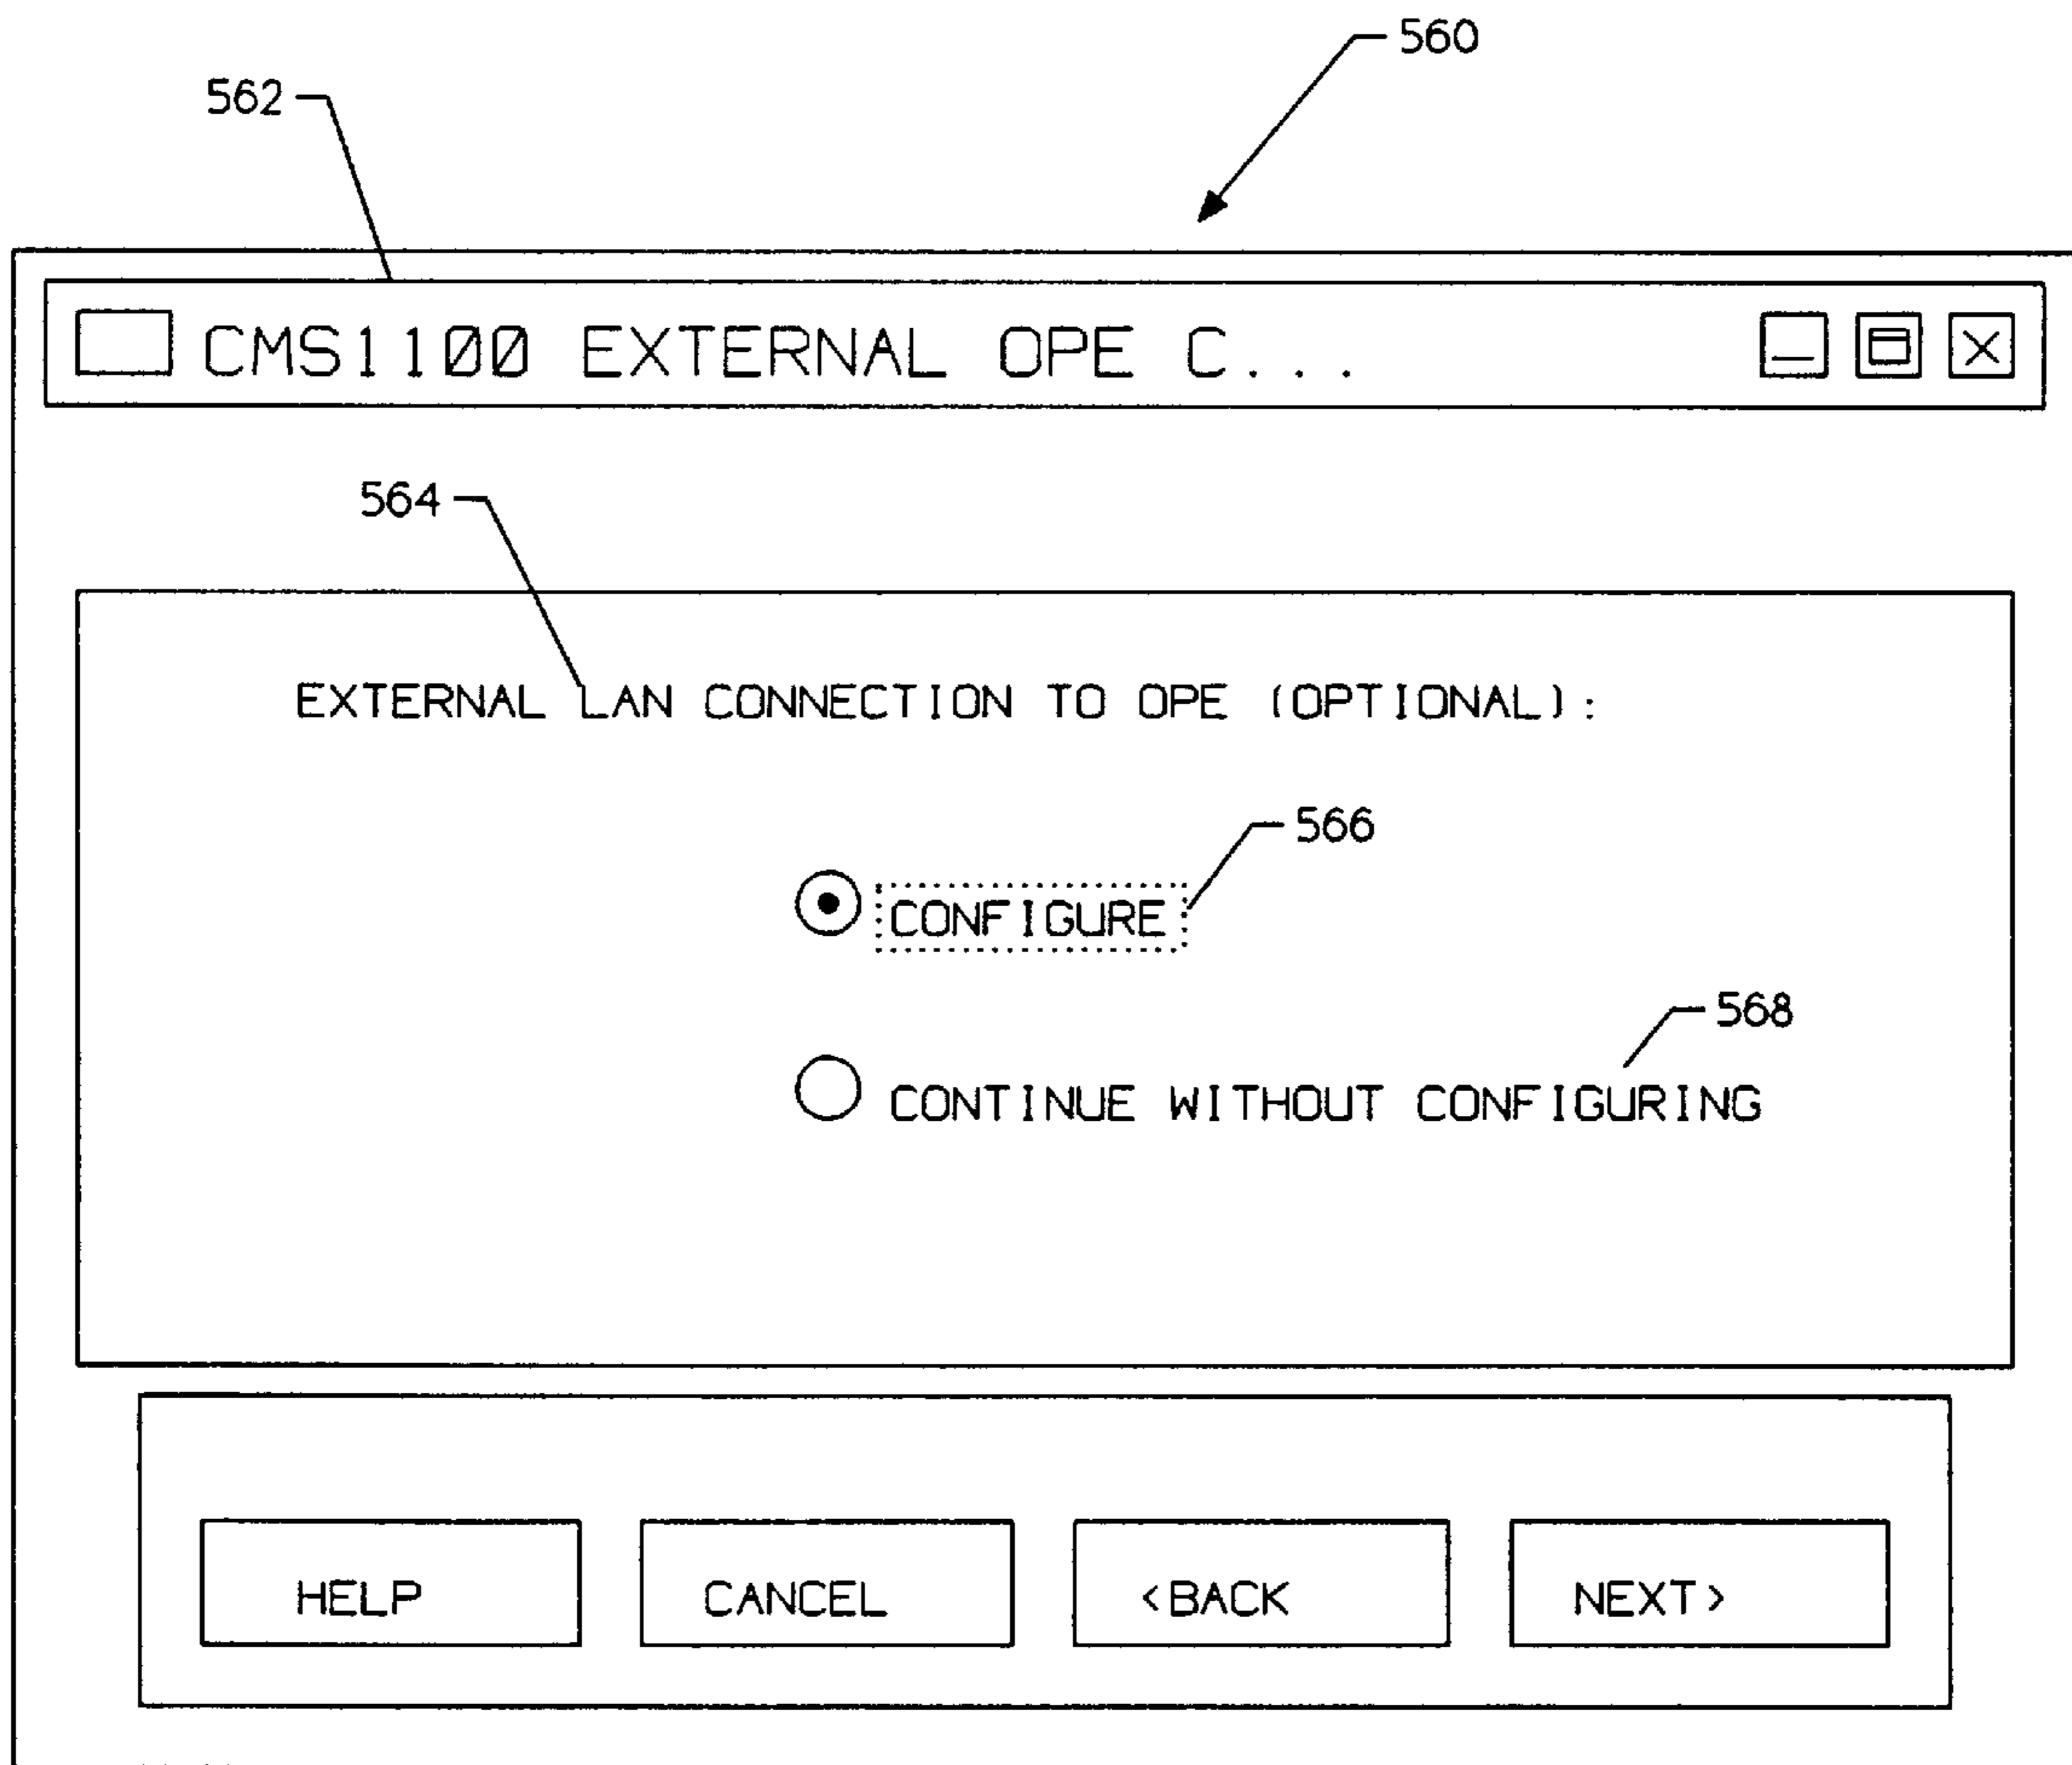 560
562
CMS1100 EXTERNAL OPE C...
564
EXTERNAL LAN CONNECTION TO OPE (OPTIONAL):
566
CONFIGURE
568
CONTINUE WITHOUT CONFIGURING
HELP CANCEL <BACK NEXT>